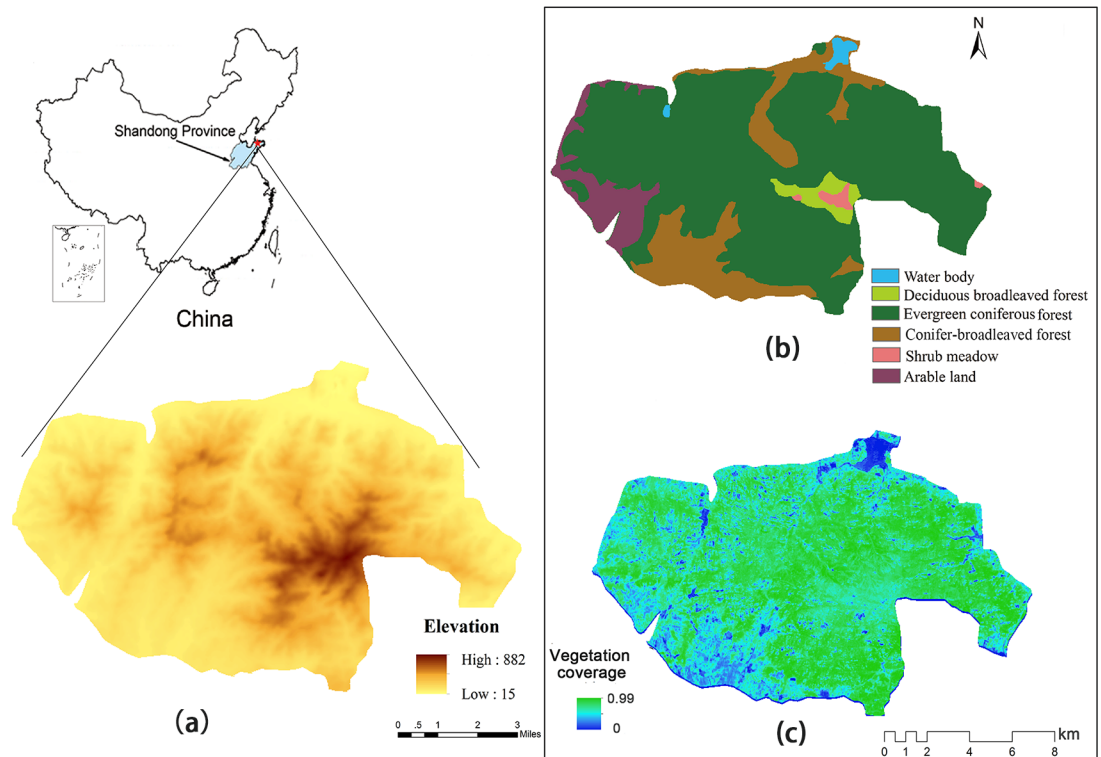 Shandong Province
China
Elevation
High : 882
Low : 15
(a)
0 .5 1 2 3
Miles
N
Water body
Deciduous broadleaved forest
Evergreen coniferous forest
Conifer-broadleaved forest
Shrub meadow
Arable land
(b)
Vegetation
coverage
0.99
0
(c)
km
0 1 2 4 6 8